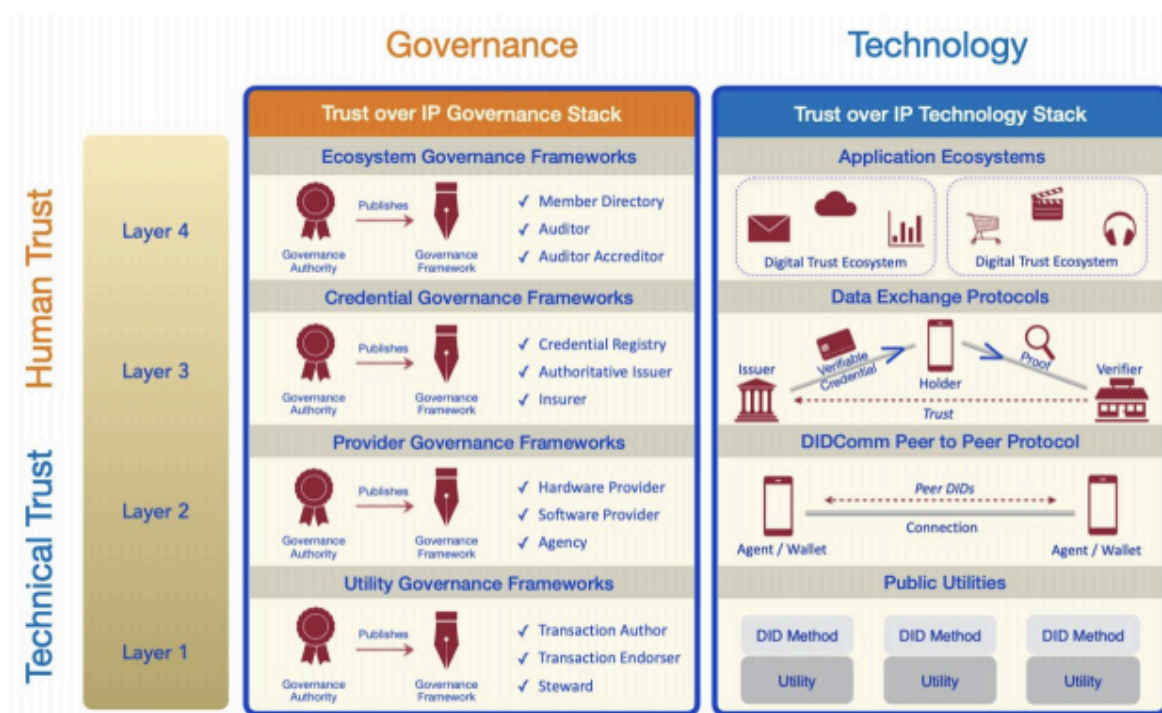 Governance
Technology
Human Trust
Technical Trust
Layer 4
Layer 3
Layer 2
Layer 1
Trust over IP Governance Stack
Ecosystem Governance Frameworks
Publishes
Governance
Authority
Governance
Framework
✓ Member Directory
✓ Auditor
✓ Auditor Accreditor
Credential Governance Frameworks
Publishes
Governance
Authority
Governance
Framework
✓ Credential Registry
✓ Authoritative Issuer
✓ Insurer
Provider Governance Frameworks
Publishes
Governance
Authority
Governance
Framework
✓ Hardware Provider
✓ Software Provider
✓ Agency
Utility Governance Frameworks
Publishes
Governance
Authority
Governance
Framework
✓ Transaction Author
✓ Transaction Endorser
✓ Steward
Trust over IP Technology Stack
Application Ecosystems
Digital Trust Ecosystem
Digital Trust Ecosystem
Data Exchange Protocols
Issuer
Verifiable
Credential
Holder
Proof
Verifier
Trust
DIDComm Peer to Peer Protocol
Peer DIDs
Connection
Agent / Wallet
Agent / Wallet
Public Utilities
DID Method
DID Method
DID Method
Utility
Utility
Utility